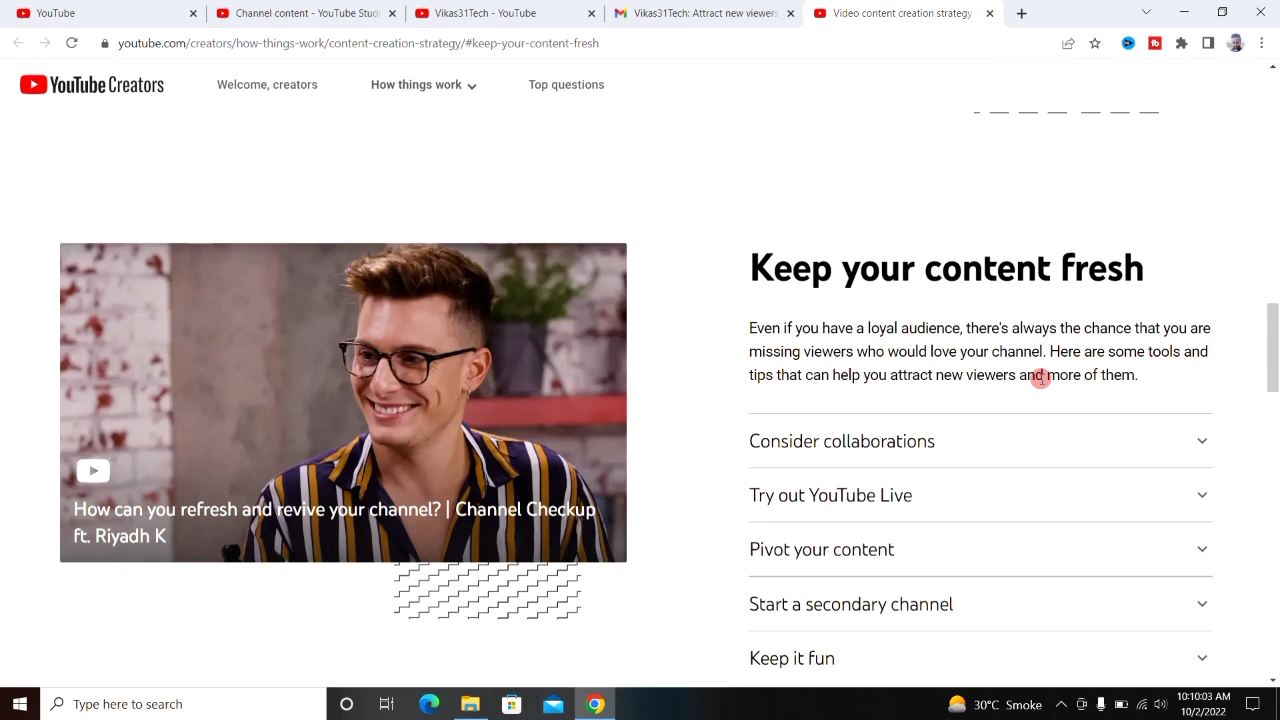 YouTube
Channel content - YouTube Studi
Vikas31Tech - YouTube
Vikas31Tech: Attract new viewers
Video content creation strategy -
youtube.com/creators/how-things-work/content-creation-strategy/#keep-your-content-fresh
YouTube Creators
Welcome, creators
How things work
Top questions
Keep your content fresh
Even if you have a loyal audience, there's always the chance that you are
missing viewers who would love your channel. Here are some tools and
tips that can help you attract new viewers and more of them.
How can you refresh and revive your channel? | Channel Checkup
ft. Riyadh K
Consider collaborations
Try out YouTube Live
Pivot your content
Start a secondary channel
Keep it fun
Type here to search
30°C Smoke
10:10:03 AM
10/2/2022